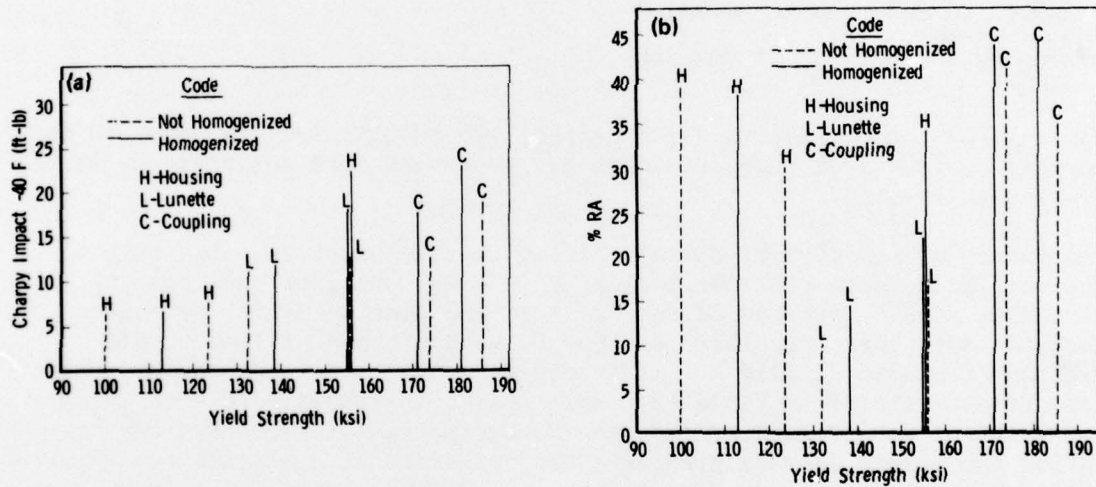 (a)
Code
Not Homogenized
Homogenized
H-Housing
L-Lunette
C-Coupling
Charpy Impact -40 F (ft-lb)
30
25
20
15
10
5
0
H
H
H
L
L
L
H
L
C
C
C
C
90 100 110 120 130 140 150 160 170 180 190
Yield Strength (ksi)
(b)
Code
Not Homogenized
Homogenized
H-Housing
L-Lunette
C-Coupling
% RA
45
40
35
30
25
20
15
10
5
0
H
H
H
L
L
L
H
L
C
C
C
C
90 100 110 120 130 140 150 160 170 180 190
Yield Strength (ksi)